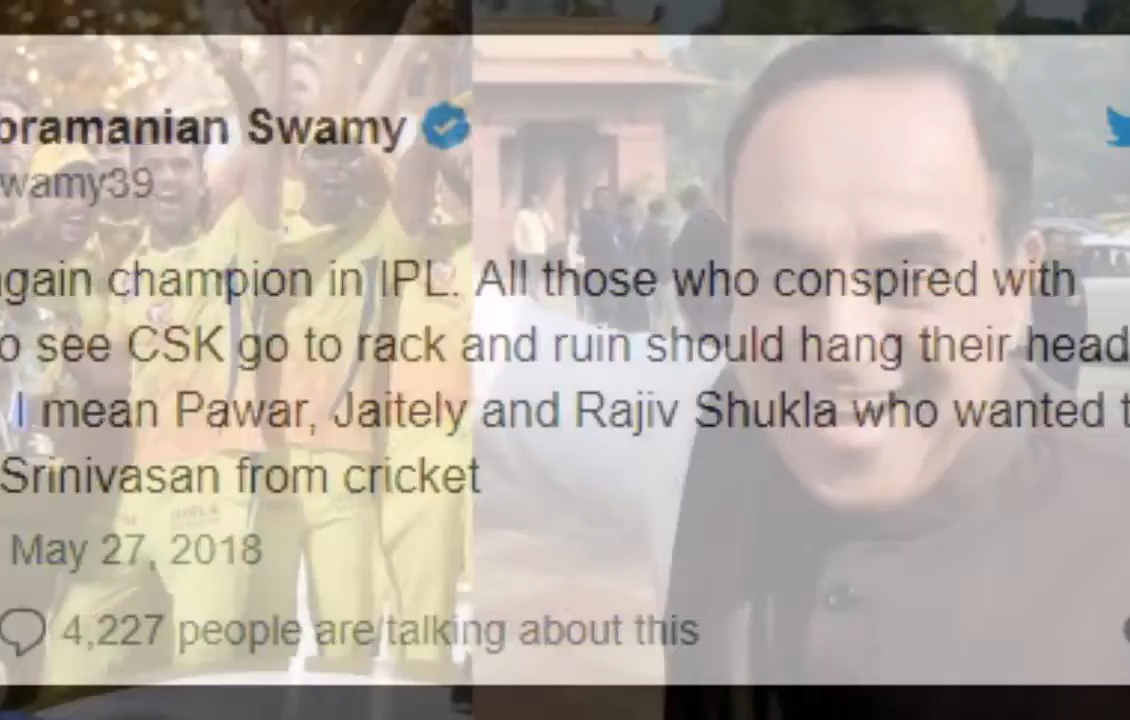 bramanian Swamy
wamy39
again champion in IPL. All those who conspired with
o see CSK go to rack and ruin should hang their head
I mean Pawar, Jaitely and Rajiv Shukla who wanted t
Srinivasan from cricket
May 27, 2018
4,227 people are talking about this